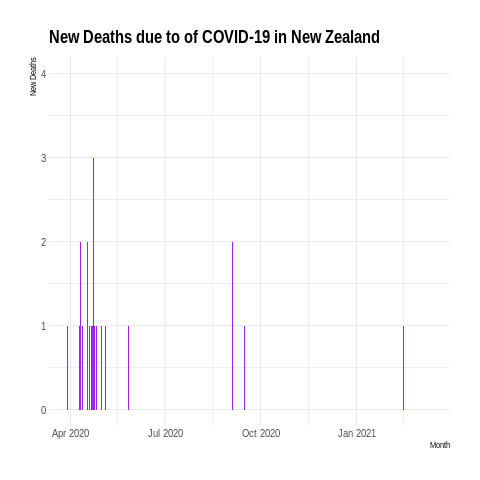 New Deaths due to of COVID-19 in New Zealand
New Deaths
4
3
2
1
0
Apr 2020 Jul 2020 Oct 2020 Jan 2021
Month